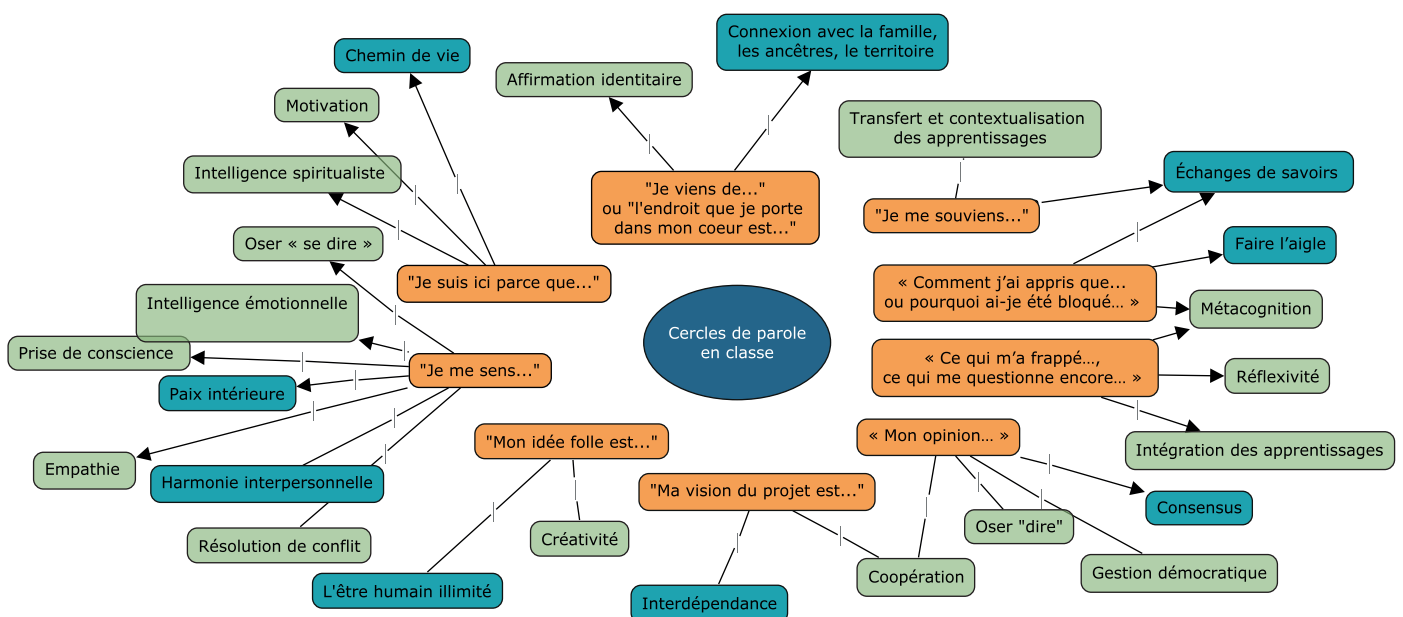 Connexion avec la famille,
les ancêtres, le territoire
Chemin de vie
Affirmation identitaire
Motivation
Transfert et contextualisation
des apprentissages
Intelligence spiritualiste
Échanges de savoirs
"Je viens de..."
ou "l'endroit que je porte
dans mon coeur est..."
"Je me souviens..."
Oser « se dire »
Faire l’aigle
"Je suis ici parce que..."
« Comment j’ai appris que…
ou pourquoi ai-je été bloqué… »
Intelligence émotionnelle
Métacognition
Cercles de parole
en classe
Prise de conscience
"Je me sens..."
« Ce qui m’a frappé…,
ce qui me questionne encore… »
Réflexivité
Paix intérieure
"Mon idée folle est..."
« Mon opinion… »
Intégration des apprentissages
Empathie
Harmonie interpersonnelle
"Ma vision du projet est..."
Consensus
Oser "dire"
Créativité
Résolution de conflit
Coopération
Gestion démocratique
L'être humain illimité
Interdépendance